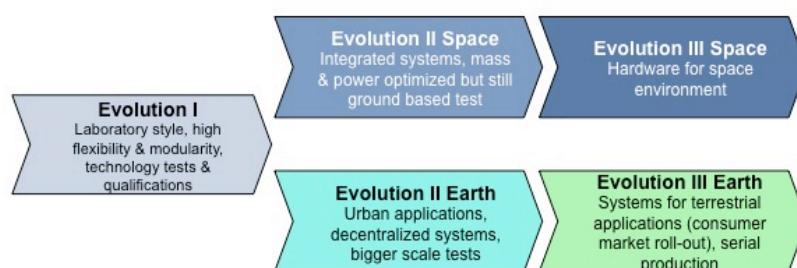 Evolution I
Laboratory style, high
flexibility & modularity,
technology tests &
qualifications
Evolution II Space
Integrated systems, mass
& power optimized but still
ground based test
Evolution III Space
Hardware for space
environment
Evolution II Earth
Urban applications,
decentralized systems,
bigger scale tests
Evolution III Earth
Systems for terrestrial
applications (consumer
market roll-out), serial
production